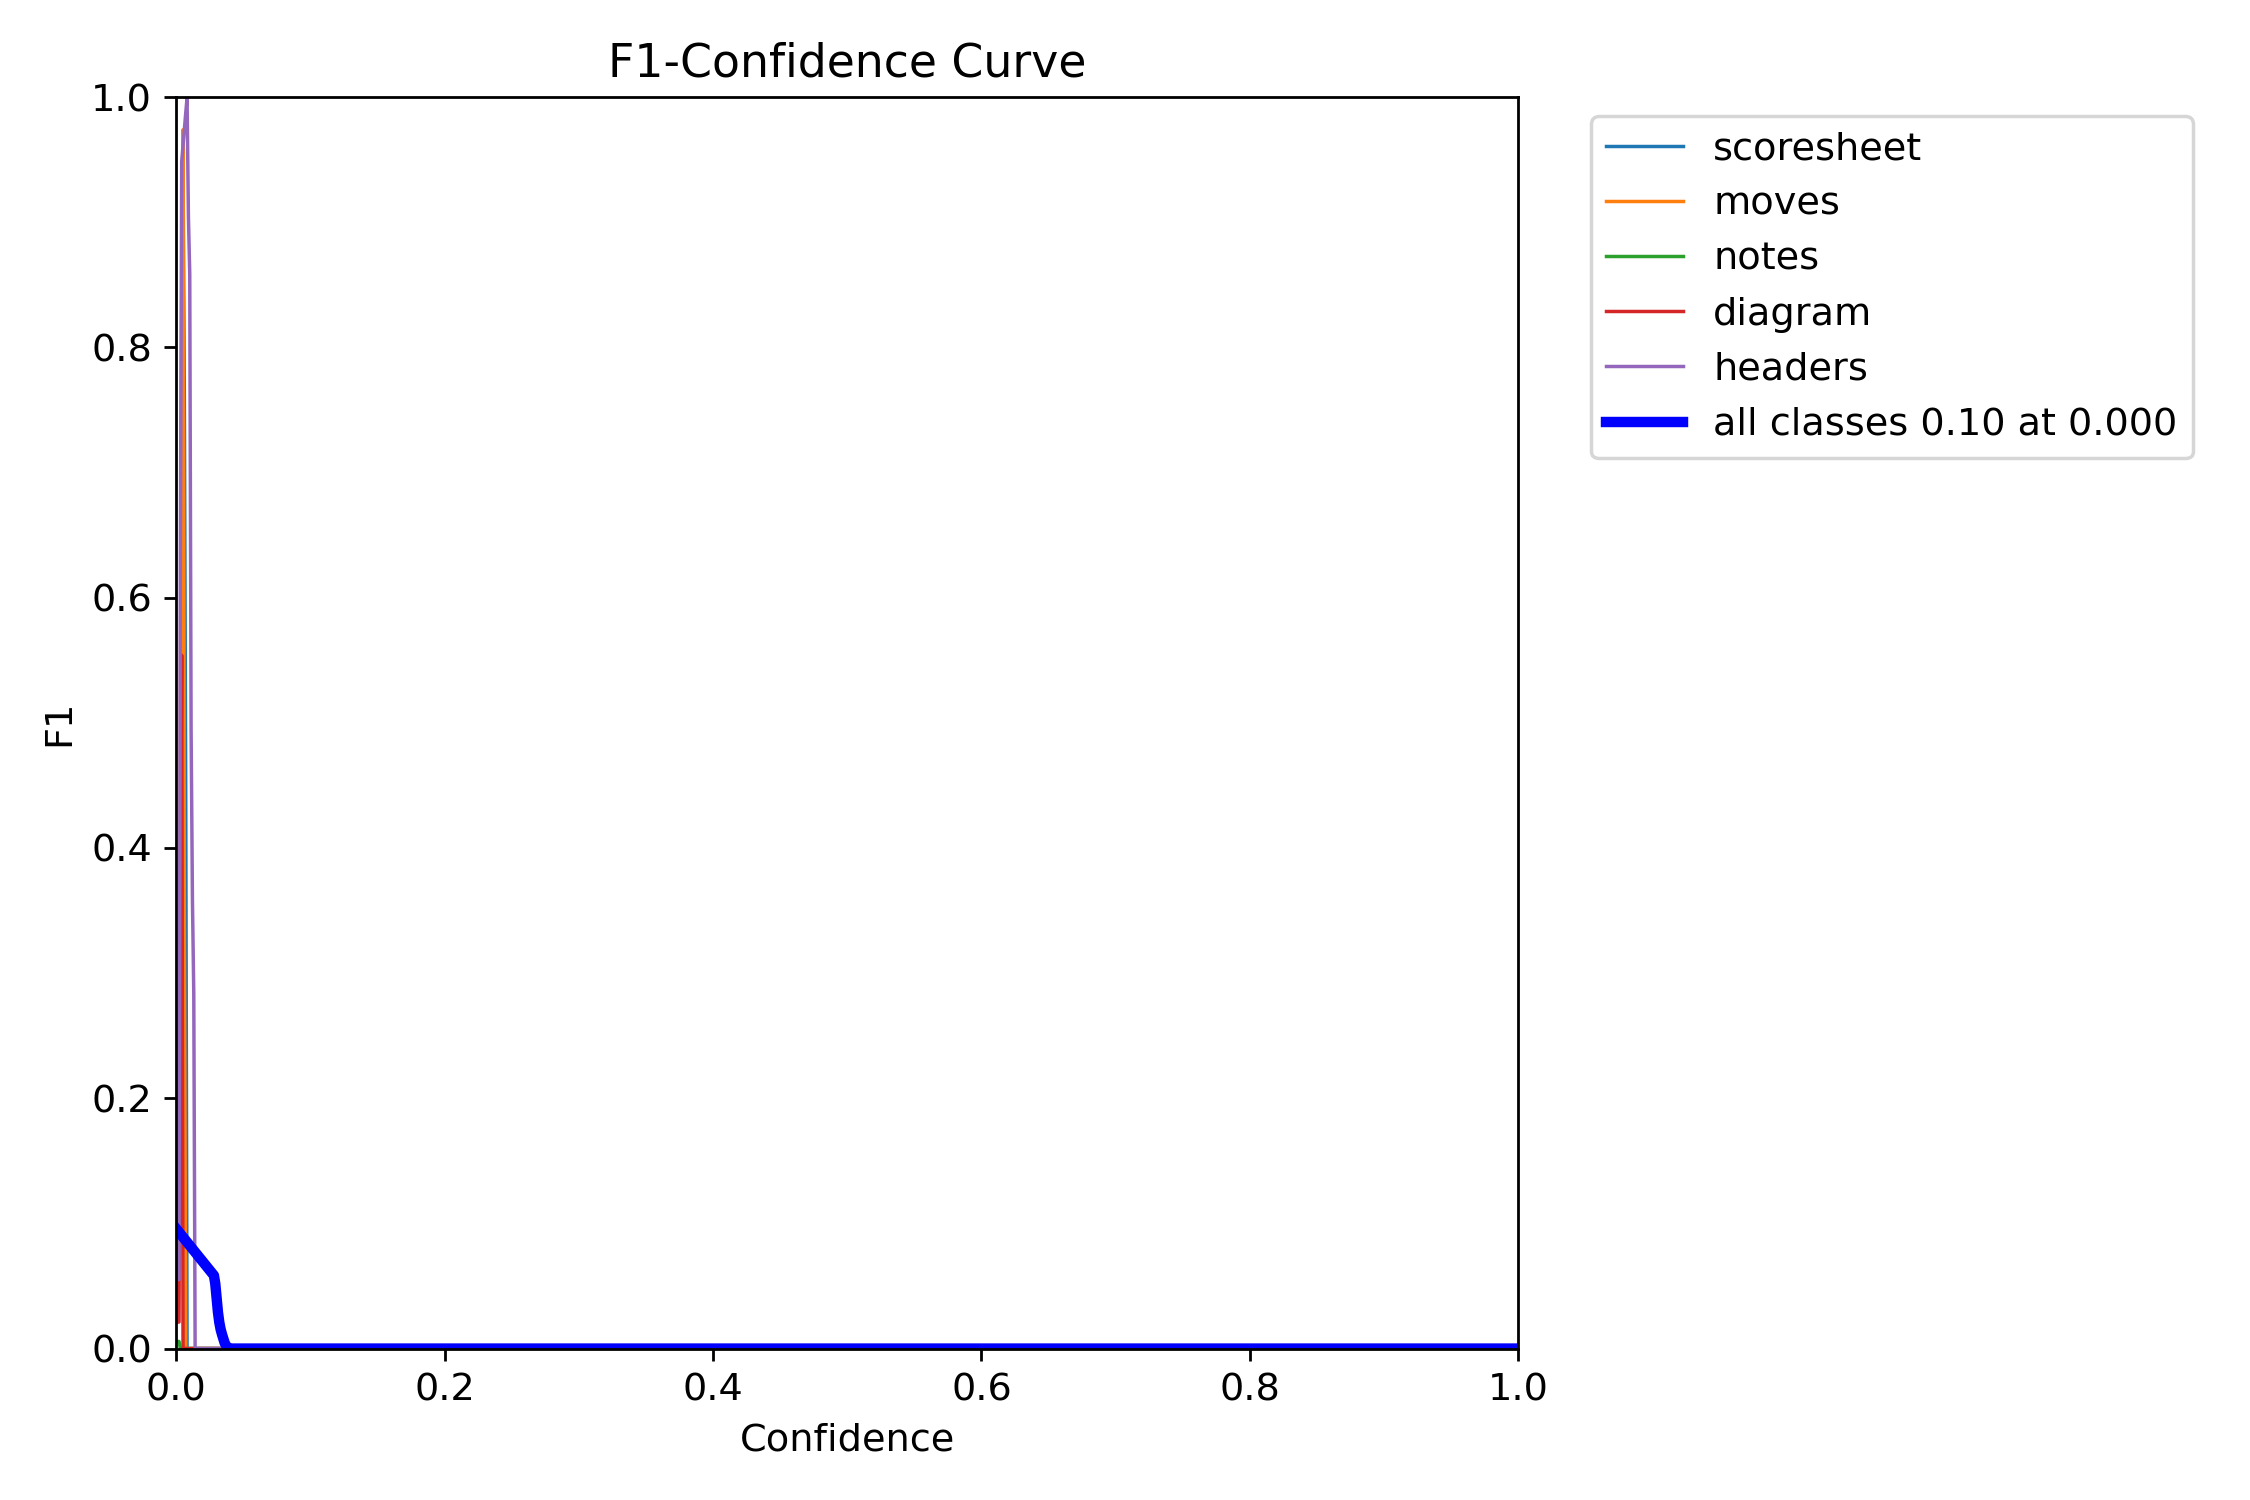 F1-Confidence Curve
1.0
0.8
0.6
0.4
0.2
0.0
F1
0.0 0.2 0.4 0.6 0.8 1.0
Confidence
scoresheet
moves
notes
diagram
headers
all classes 0.10 at 0.000